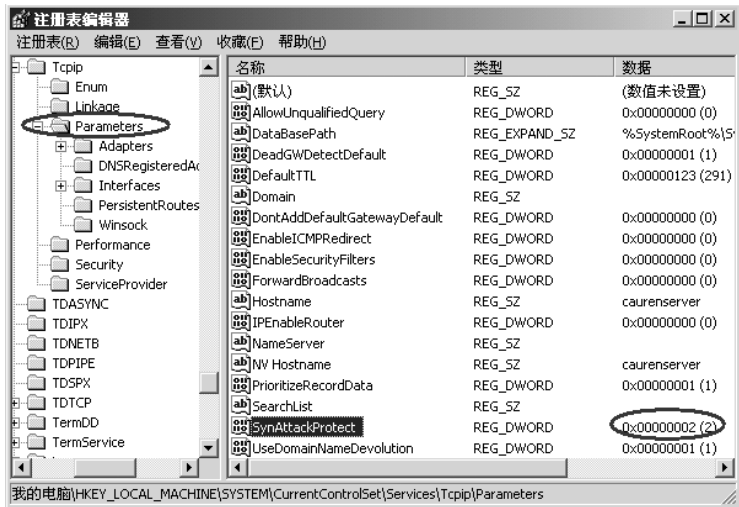 注册表编辑器
注册表(R) 编辑(E) 查看(V) 收藏(F) 帮助(H)
Tcpip
Enum
Linkage
Parameters
Adapters
DNSRegisteredAc
Interfaces
PersistentRoutes
Winsock
Performance
Security
ServiceProvider
TDASYNC
TDIPX
TDNETB
TDPIPE
TDSPX
TDTCP
TermDD
TermService
名称 类型 数据
(默认) REG_SZ (数值未设置)
AllowUnqualifiedQuery REG_DWORD 0x00000000 (0)
DataBasePath REG_EXPAND_SZ %SystemRoot%\S
DeadGWDetectDefault REG_DWORD 0x00000001 (1)
DefaultTTL REG_DWORD 0x00000123 (291)
Domain REG_SZ
DontAddDefaultGatewayDefault REG_DWORD 0x00000000 (0)
EnableICMPRedirect REG_DWORD 0x00000000 (0)
EnableSecurityFilters REG_DWORD 0x00000000 (0)
ForwardBroadcasts REG_DWORD 0x00000000 (0)
Hostname REG_SZ caurenserver
IPEnableRouter REG_DWORD 0x00000000 (0)
NameServer REG_SZ
NV Hostname REG_SZ caurenserver
PrioritizeRecordData REG_DWORD 0x00000001 (1)
SearchList REG_SZ
SynAttackProtect REG_DWORD 0x00000002 (2)
UseDomainNameDevolution REG_DWORD 0x00000001 (1)
我的电脑\HKEY_LOCAL_MACHINE\SYSTEM\CurrentControlSet\Services\Tcpip\Parameters